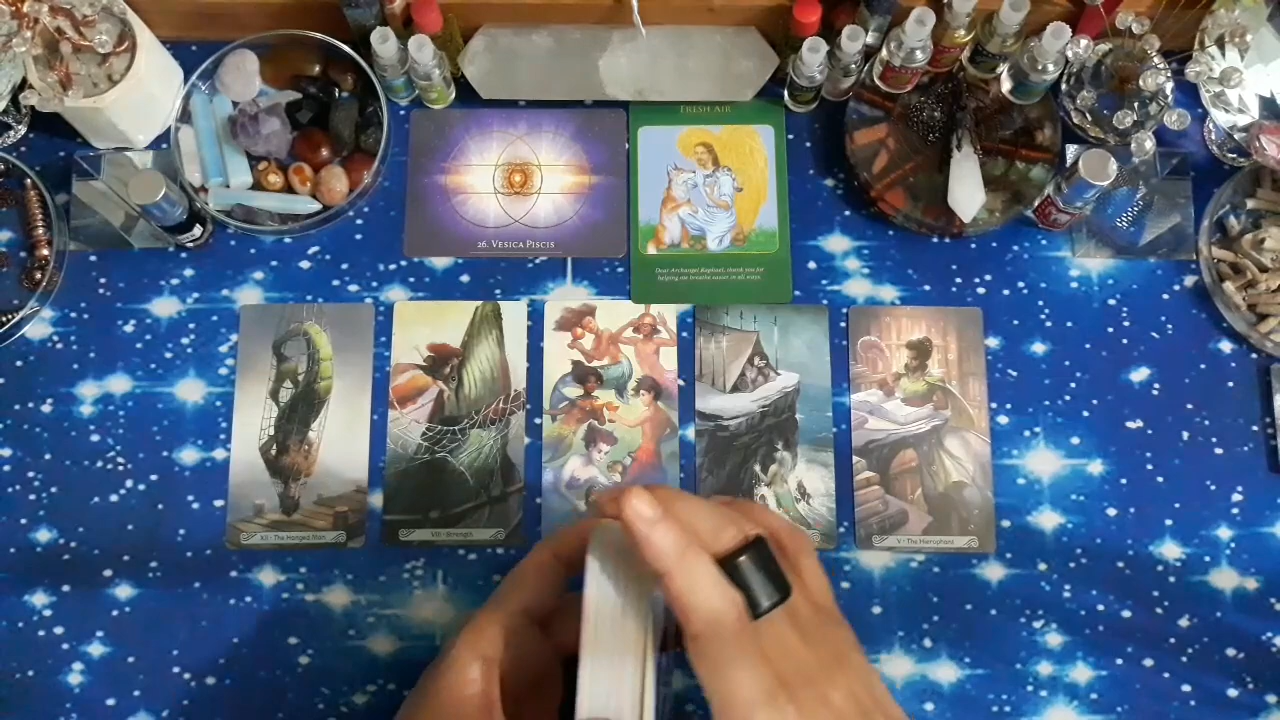 FRESH AIR
26. VESICA PISCIS
Dear Archangel Raphael, thank you for
helping me breathe easier in all ways.
XII • The Hanged Man
VIII • Strength
V • The Hierophant